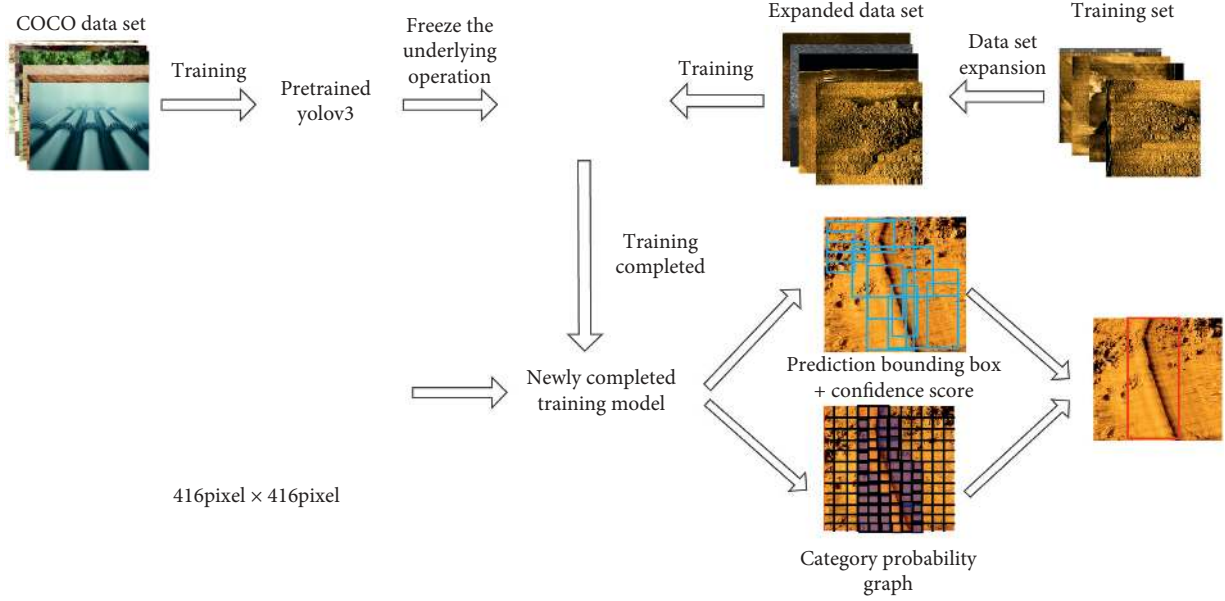 COCO data set
Training
Pretrained
yolov3
Freeze the
underlying
operation
Training
Expanded data set
Data set
expansion
Training set
Training
completed
Newly completed
training model
416pixel × 416pixel
Prediction bounding box
+ confidence score
Category probability
graph